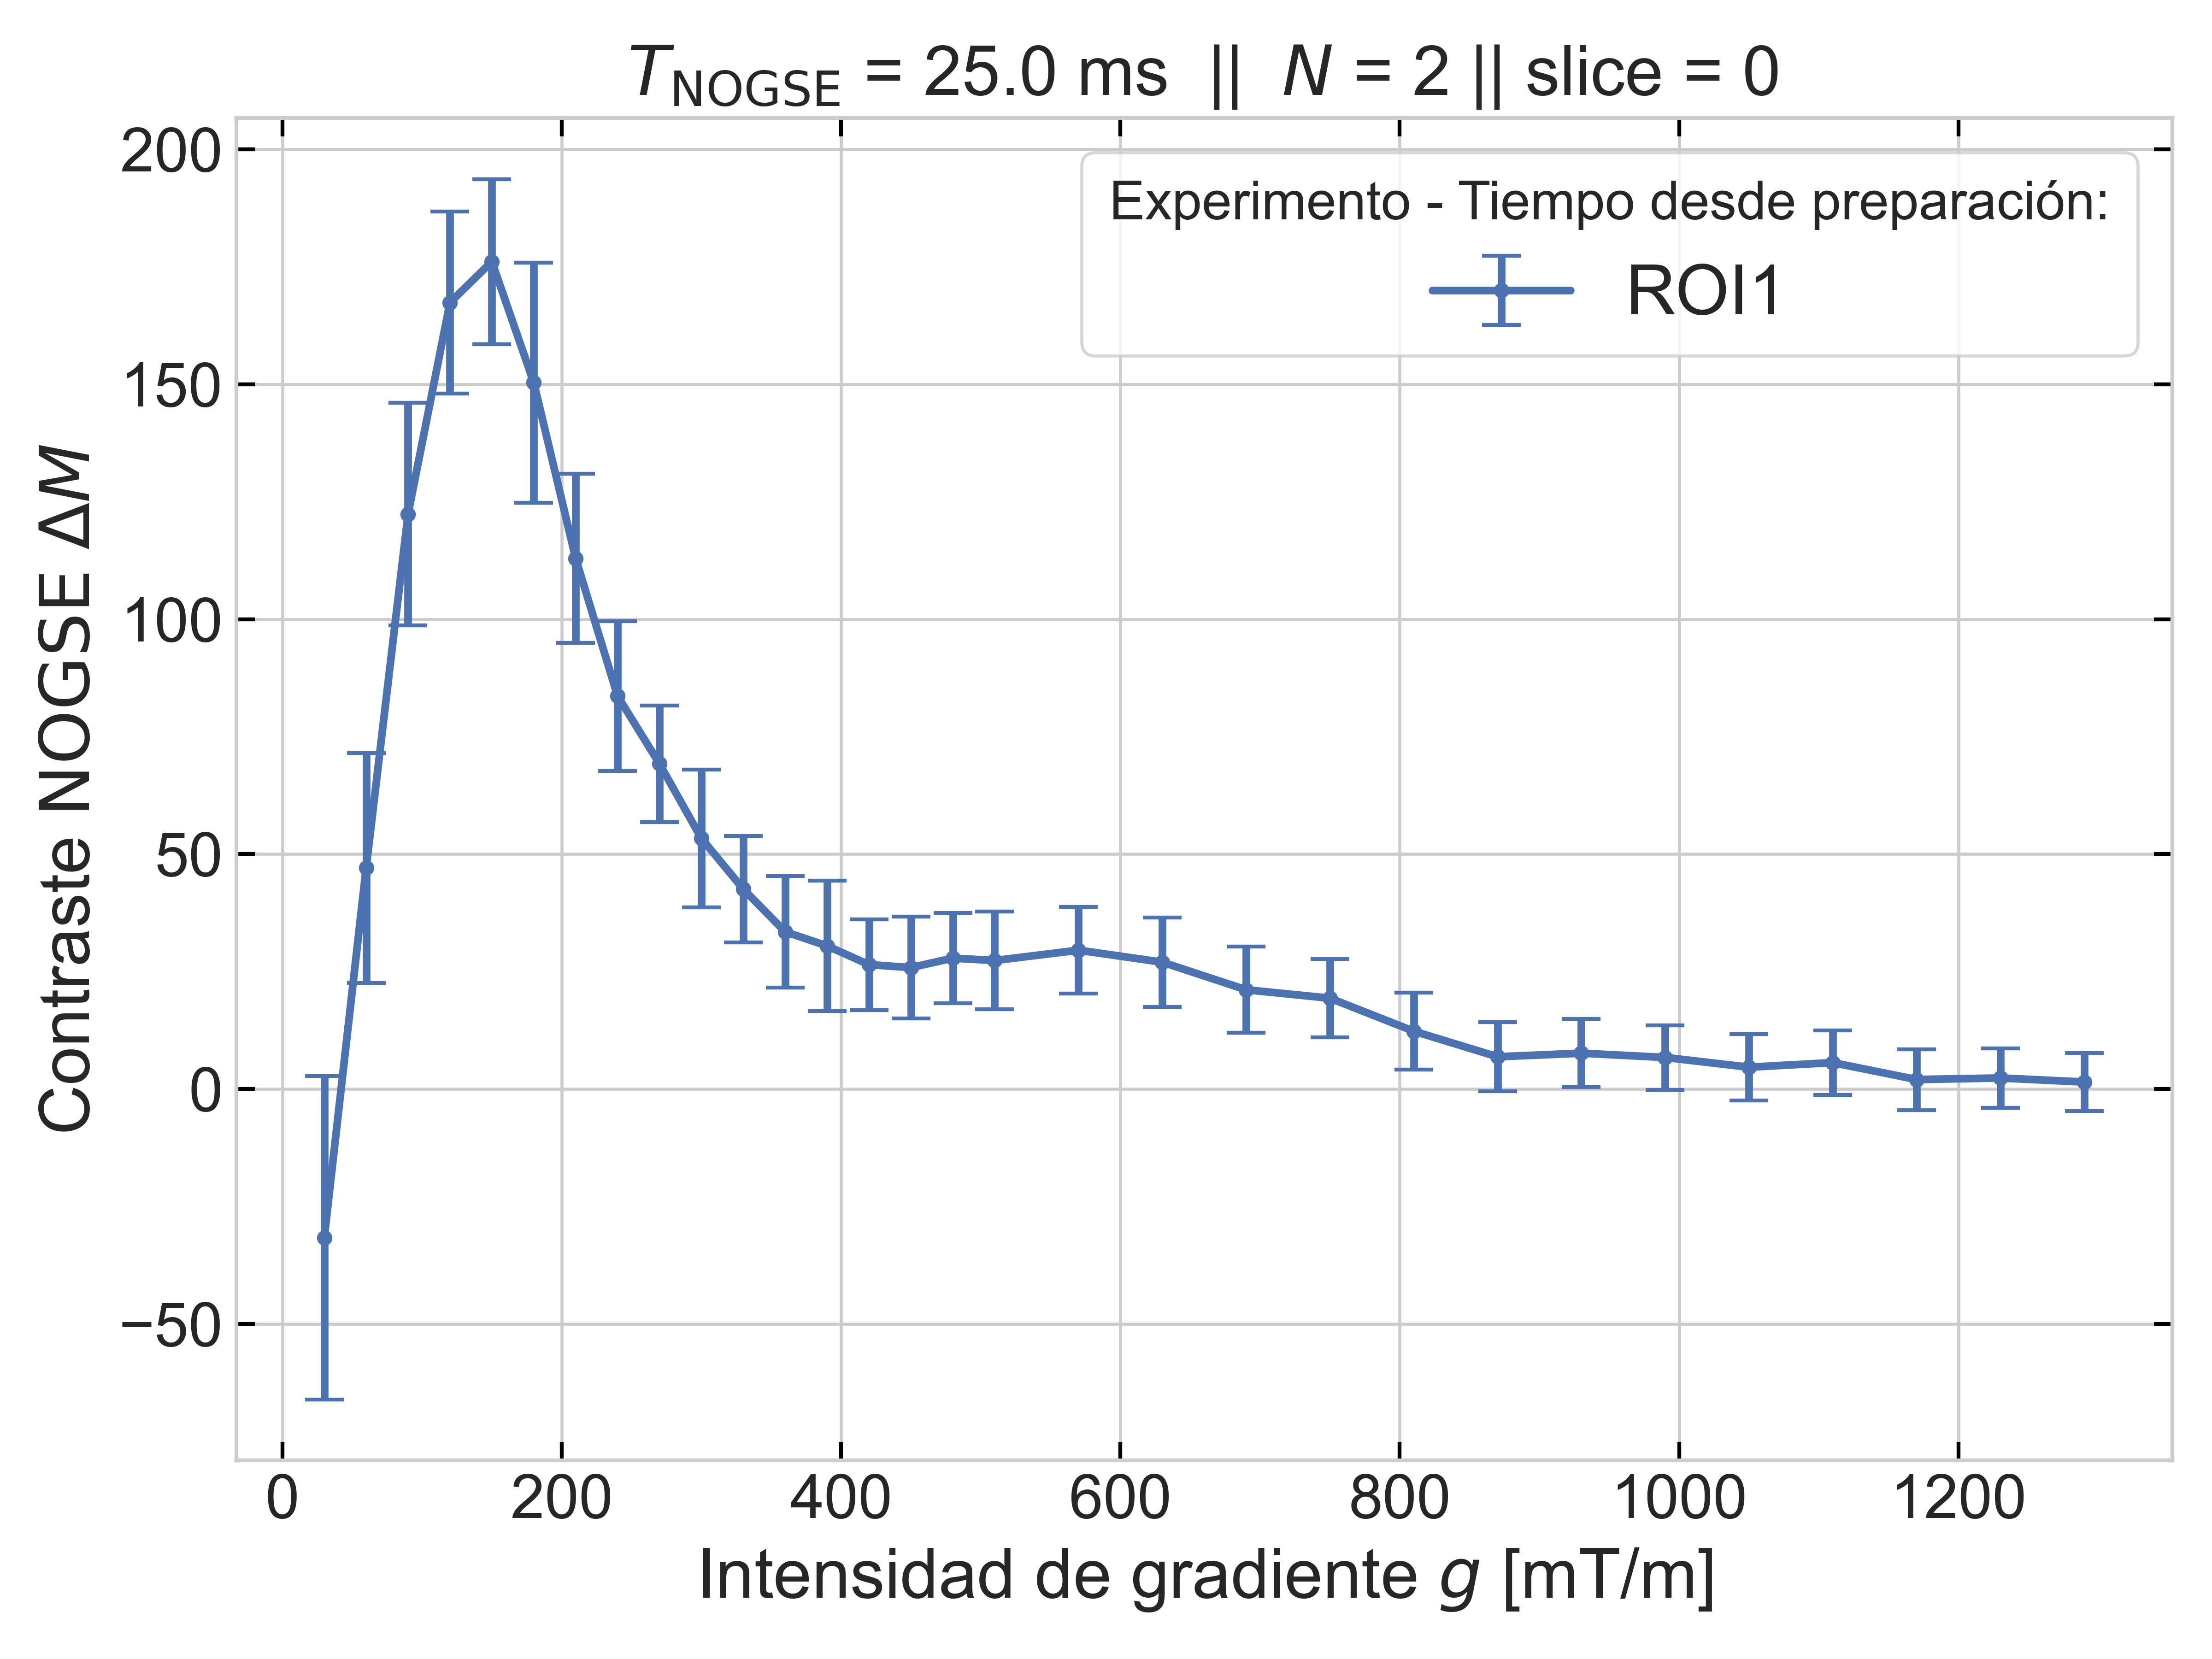 T_NOGSE = 25.0 ms || N = 2 || slice = 0
Experimento - Tiempo desde preparación:
ROI1
Contraste NOGSE ΔM
200
150
100
50
0
−50
0 200 400 600 800 1000 1200
Intensidad de gradiente g [mT/m]